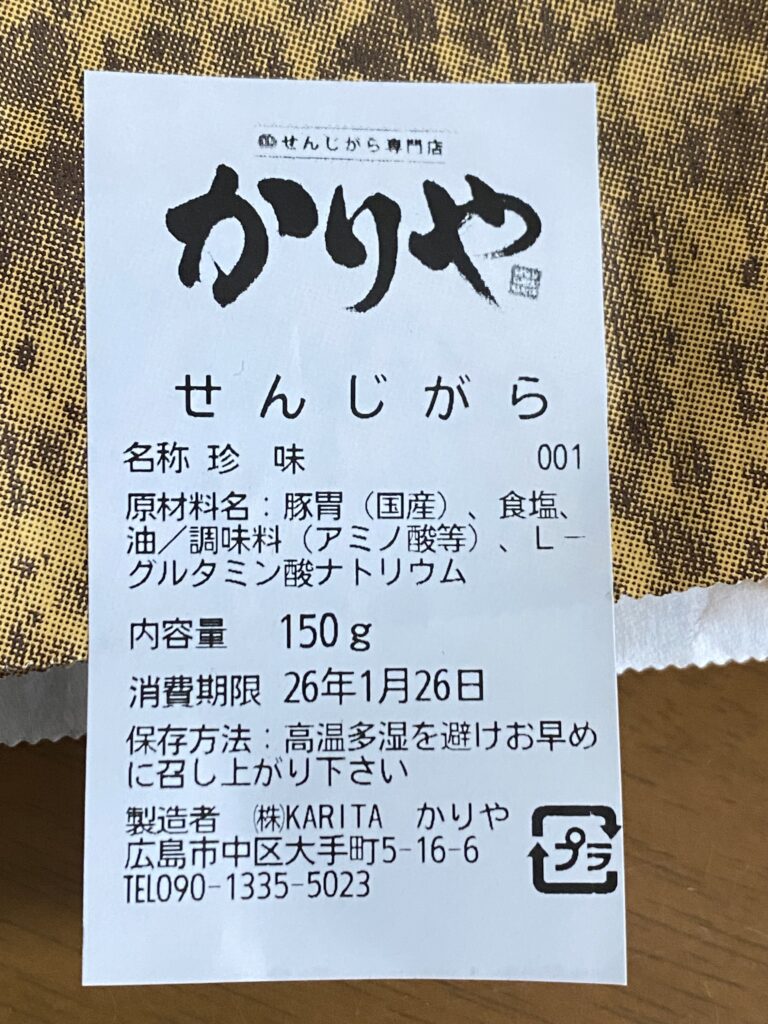 せんじがら専門店
かりや
せんじがら
名称 珍 味 001
原材料名：豚胃（国産）、食塩、
油／調味料（アミノ酸等）、Ｌ－
グルタミン酸ナトリウム
内容量 150ｇ
消費期限 26年1月26日
保存方法：高温多湿を避けお早め
に召し上がり下さい
製造者 ㈱KARITA かりや
広島市中区大手町5-16-6
TEL090-1335-5023
プラ